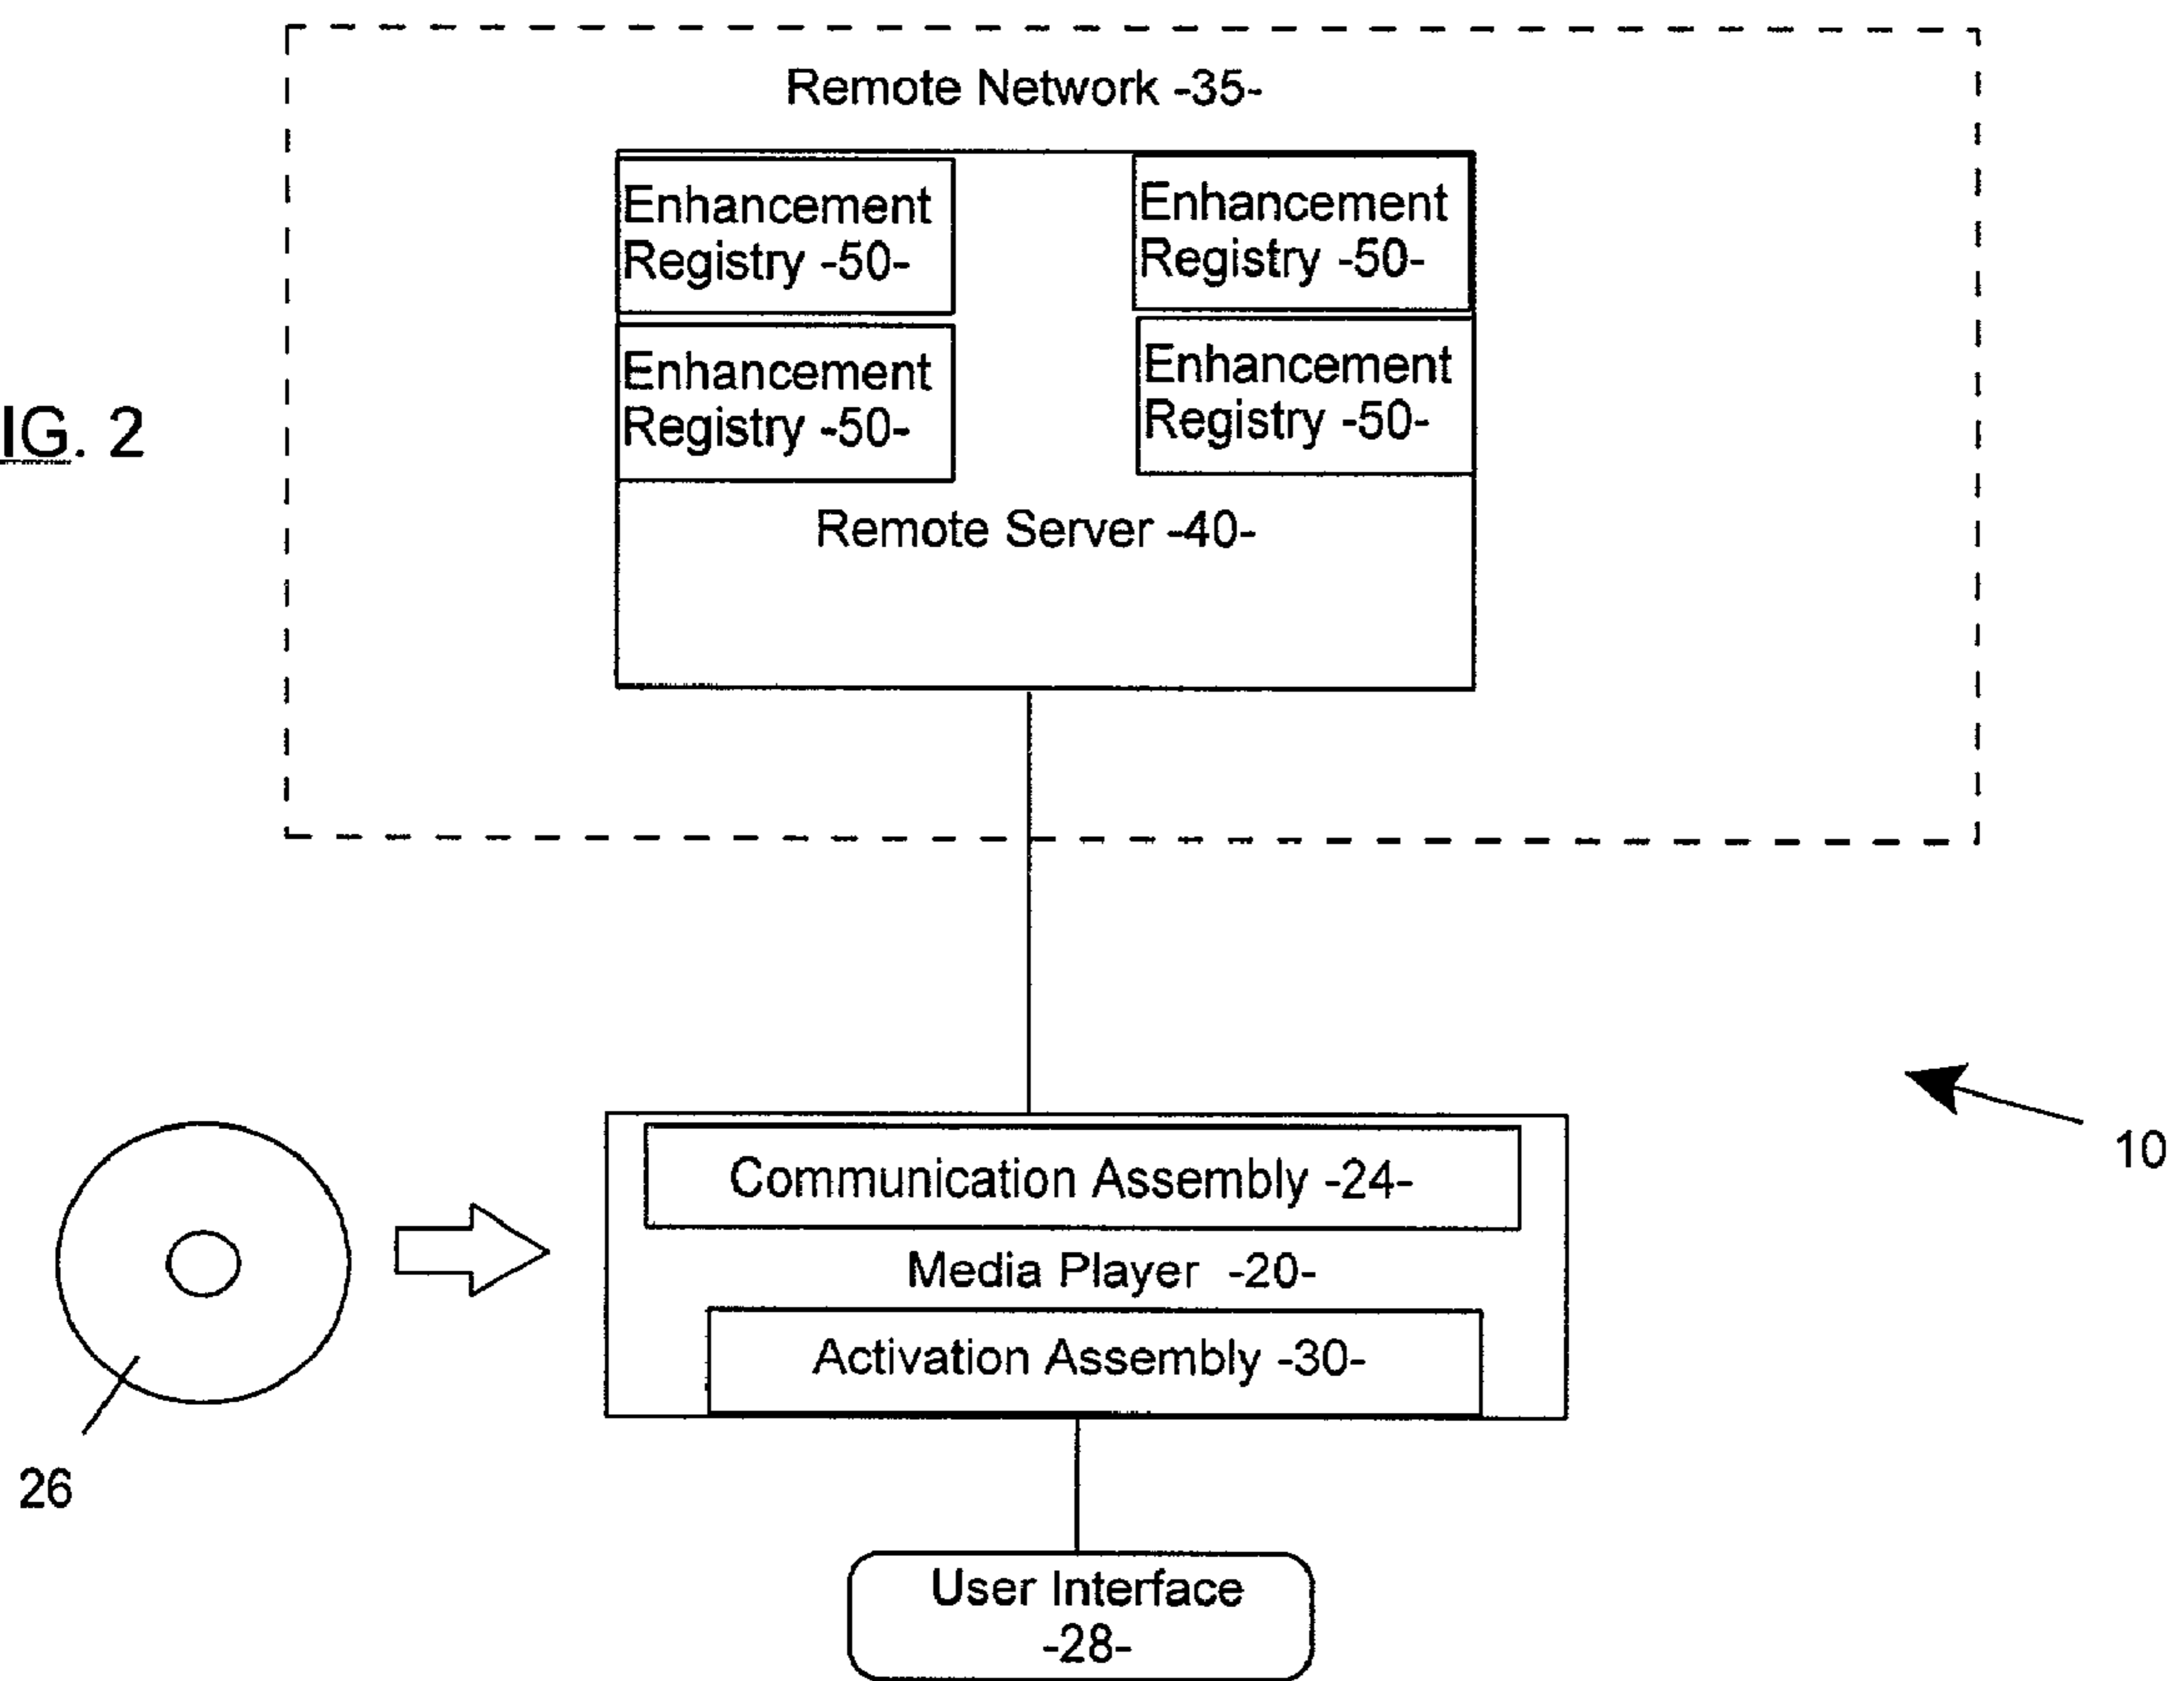 Remote Network -35-
Enhancement
Registry -50-
Enhancement
Registry -50-
Enhancement
Registry -50-
Enhancement
Registry -50-
IG. 2
Remote Server -40-
Communication Assembly -24-
10
Media Player -20-
Activation Assembly -30-
26
User Interface
-28-